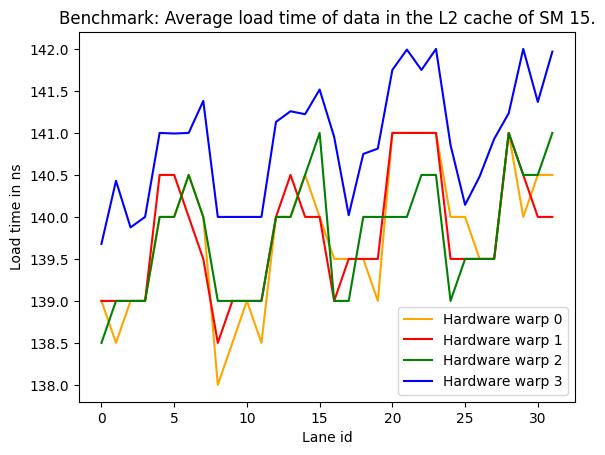 Benchmark: Average load time of data in the L2 cache of SM 15.
142.0
141.5
141.0
140.5
140.0
139.5
139.0
138.5
138.0
Load time in ns
Hardware warp 0
Hardware warp 1
Hardware warp 2
Hardware warp 3
0 5 10 15 20 25 30
Lane id